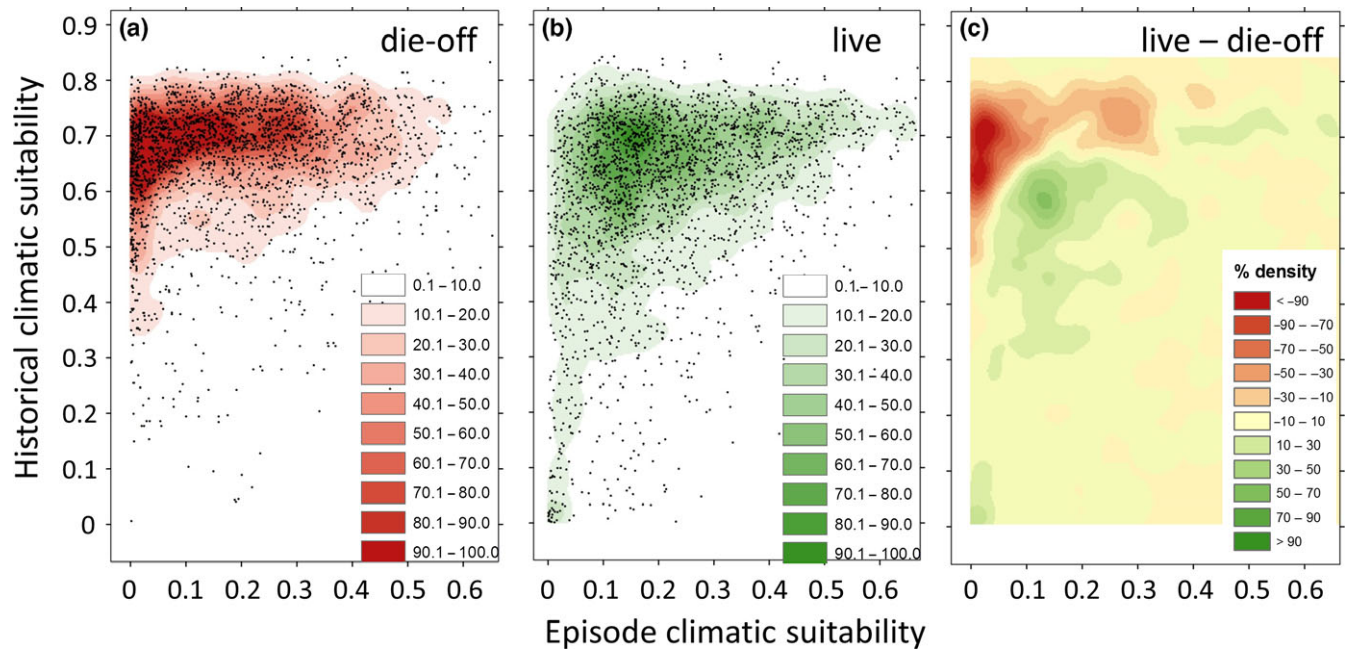 (a) die-off
(b) live
(c) live – die-off
Historical climatic suitability
0.9
0.8
0.7
0.6
0.5
0.4
0.3
0.2
0.1
0
0.1 – 10.0
10.1 – 20.0
20.1 – 30.0
30.1 – 40.0
40.1 – 50.0
50.1 – 60.0
60.1 – 70.0
70.1 – 80.0
80.1 – 90.0
90.1 – 100.0
0.1 – 10.0
10.1 – 20.0
20.1 – 30.0
30.1 – 40.0
40.1 – 50.0
50.1 – 60.0
60.1 – 70.0
70.1 – 80.0
80.1 – 90.0
90.1 – 100.0
% density
< –90
–90 – –70
–70 – –50
–50 – –30
–30 – –10
–10 – 10
10 – 30
30 – 50
50 – 70
70 – 90
> 90
0 0.1 0.2 0.3 0.4 0.5 0.6
0 0.1 0.2 0.3 0.4 0.5 0.6
0 0.1 0.2 0.3 0.4 0.5 0.6
Episode climatic suitability